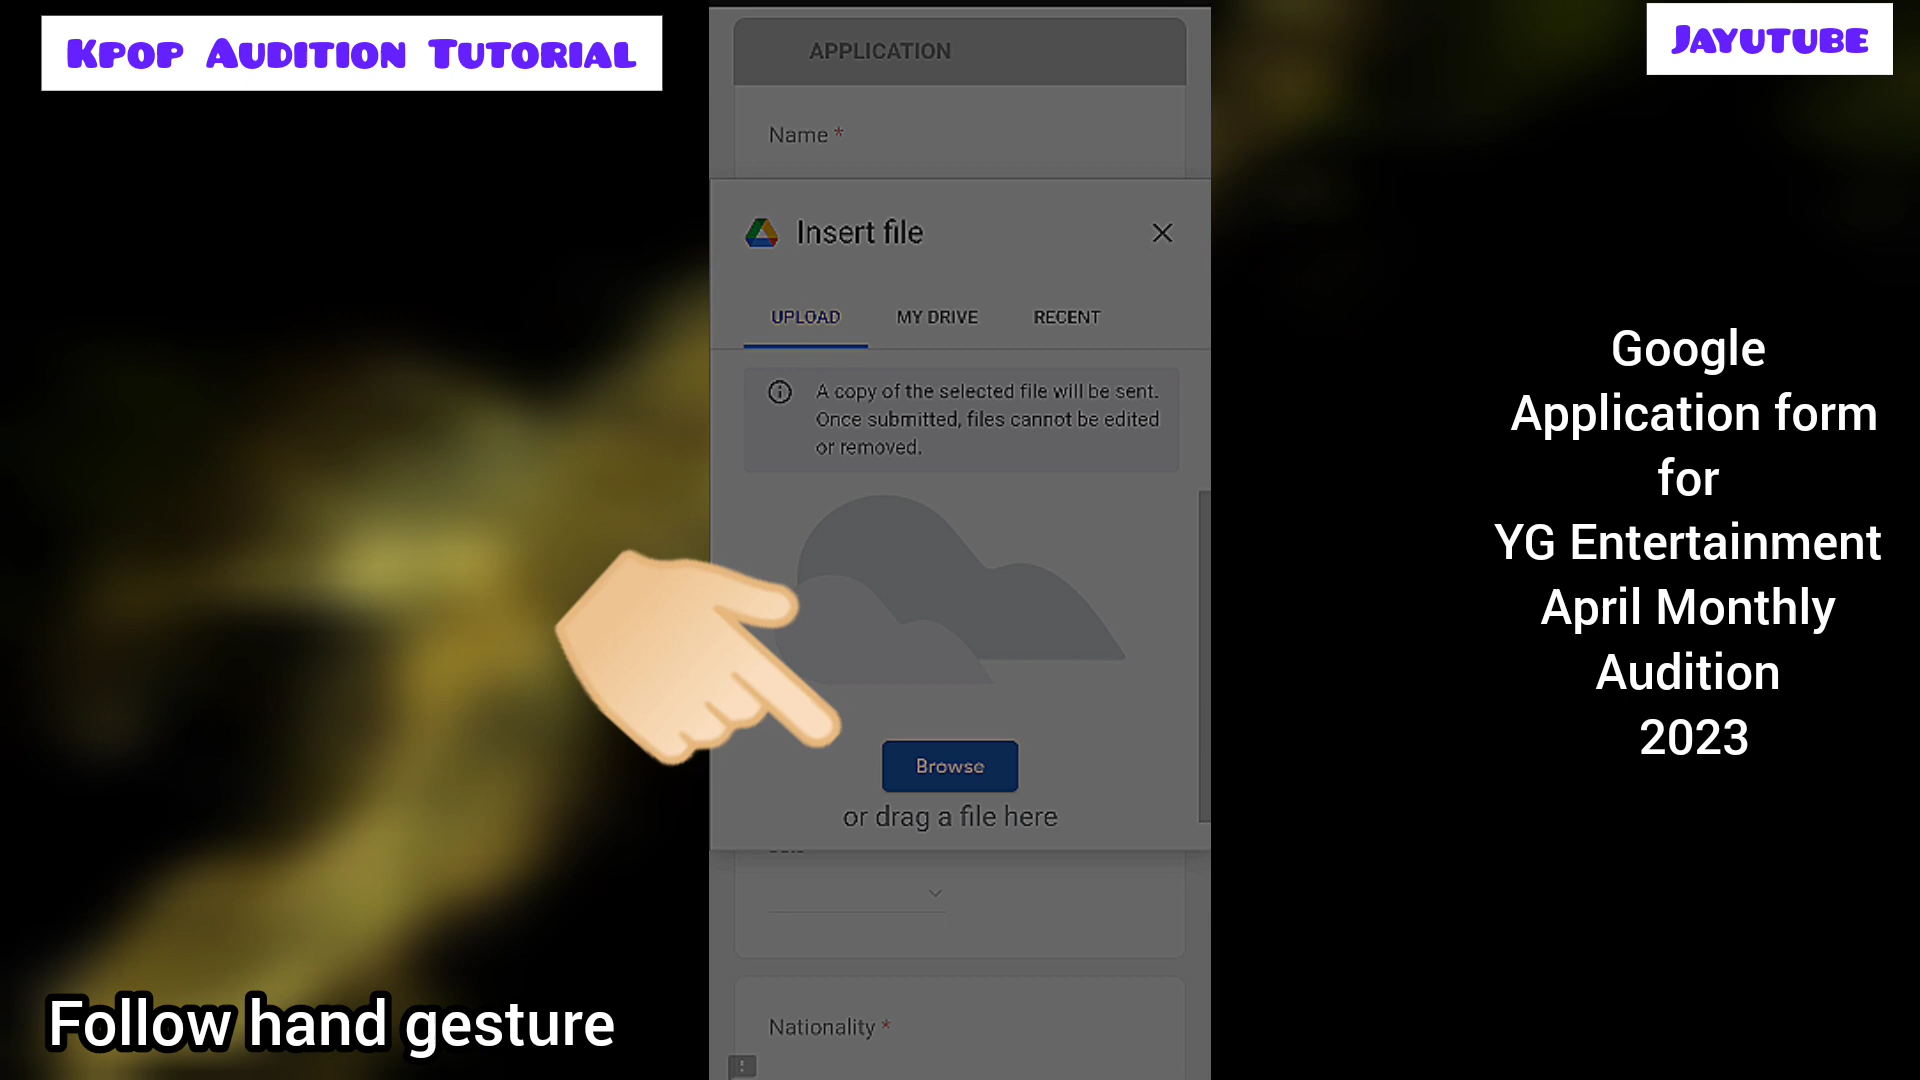 Kpop Audition Tutorial
Jayutube
APPLICATION
Name *
Insert file
UPLOAD MY DRIVE RECENT
A copy of the selected file will be sent.
Once submitted, files cannot be edited
or removed.
Browse
or drag a file here
Nationality *
Google
Application form
for
YG Entertainment
April Monthly
Audition
2023
Follow hand gesture